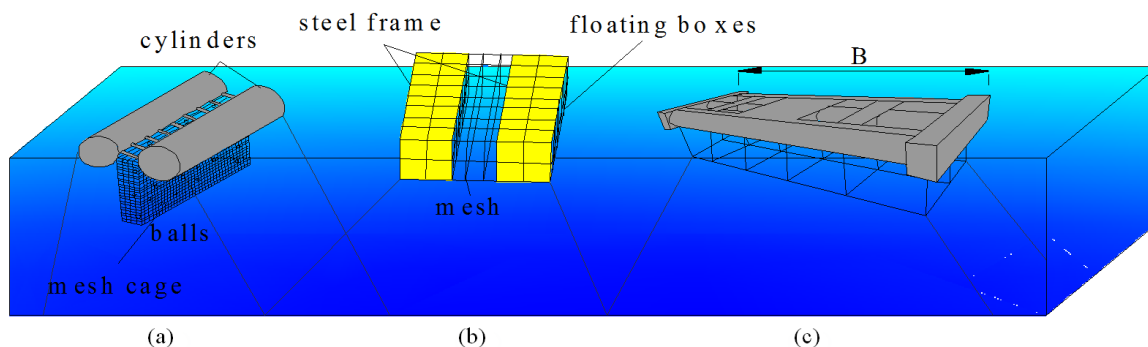 steel frame
floating boxes
cylinders
B
mesh
balls
mesh cage
(a)
(b)
(c)